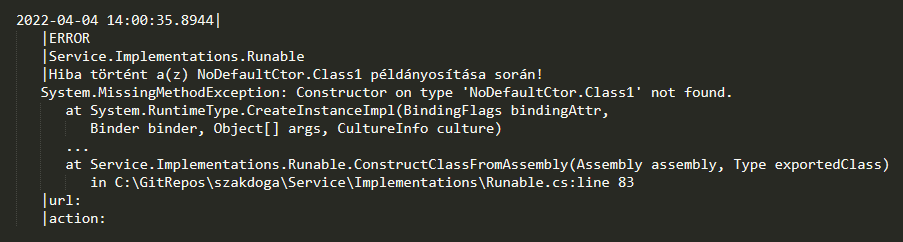 2022-04-04 14:00:35.8944|
|ERROR
|Service.Implementations.Runable
|Hiba történt a(z) NoDefaultCtor.Class1 példányosítása során!
System.MissingMethodException: Constructor on type 'NoDefaultCtor.Class1' not found.
at System.RuntimeType.CreateInstanceImpl(BindingFlags bindingAttr,
Binder binder, Object[] args, CultureInfo culture)
...
at Service.Implementations.Runable.ConstructClassFromAssembly(Assembly assembly, Type exportedClass)
in C:\GitRepos\szakdoga\Service\Implementations\Runable.cs:line 83
|url:
|action: